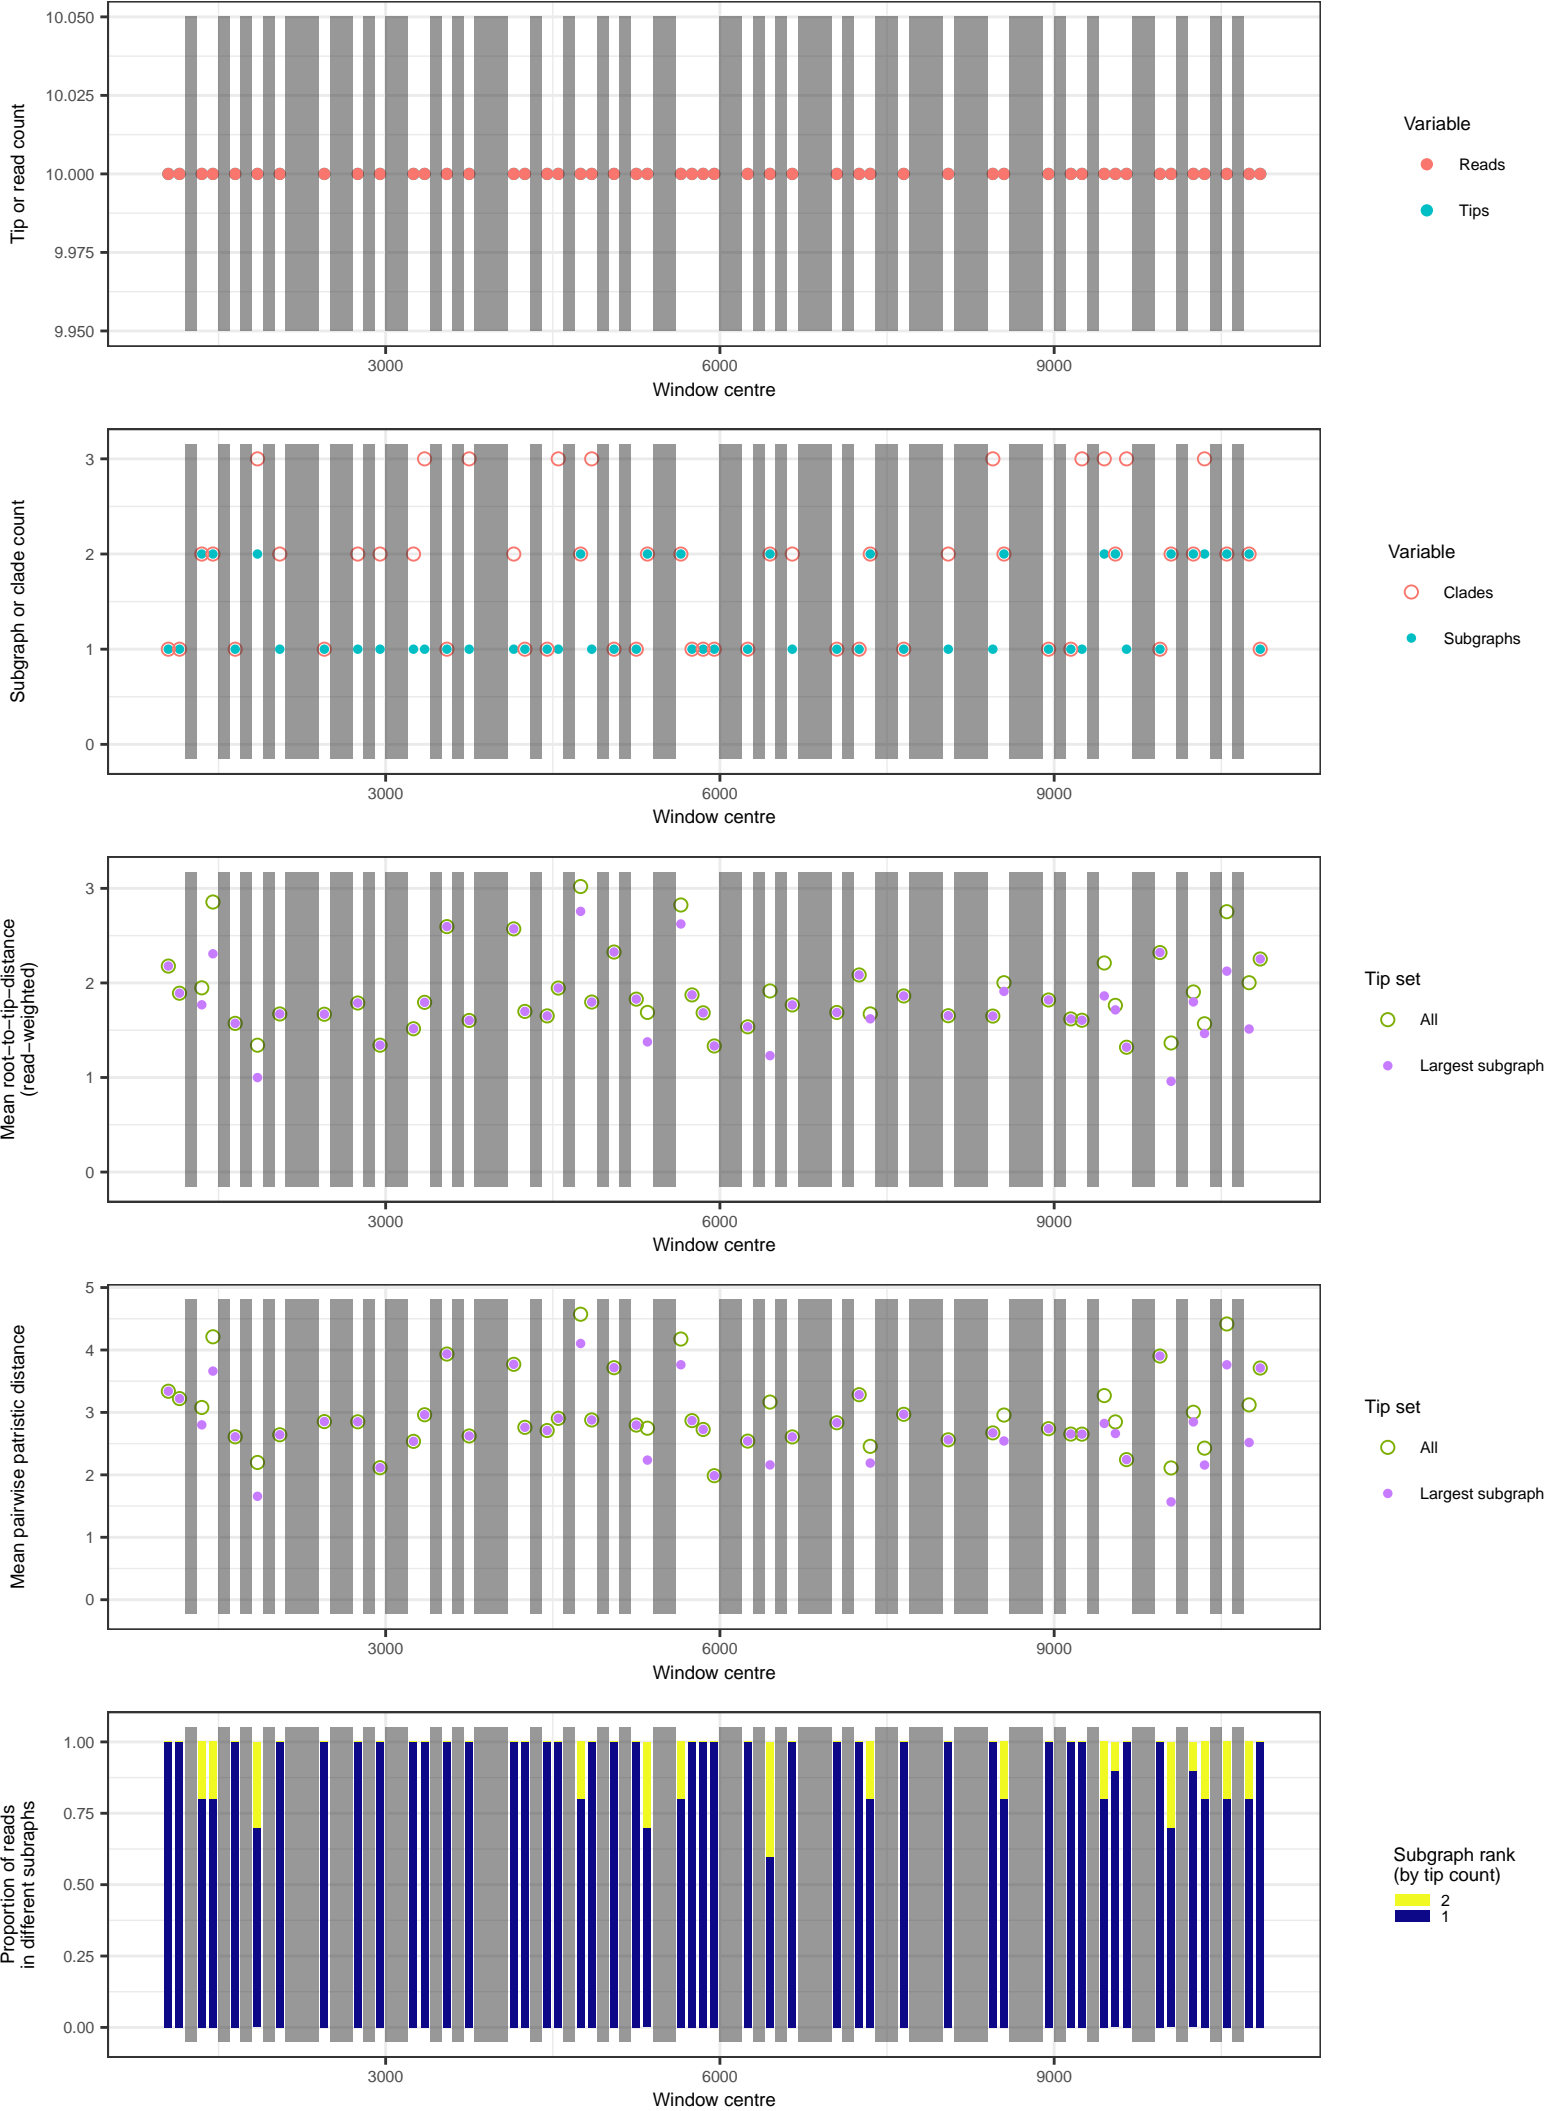 10.050
10.025
10.000
9.975
9.950
Tip or read count
3000
6000
9000
Window centre
Variable
Reads
Tips
3
2
1
0
Subgraph or clade count
3000
6000
9000
Window centre
Variable
Clades
Subgraphs
3
2
1
0
Mean root−to−tip−distance
(read−weighted)
3000
6000
9000
Window centre
Tip set
All
Largest subgraph
5
4
3
2
1
0
Mean pairwise patristic distance
3000
6000
9000
Window centre
Tip set
All
Largest subgraph
1.00
0.75
0.50
0.25
0.00
Proportion of reads
in different subraphs
3000
6000
9000
Window centre
Subgraph rank
(by tip count)
2
1